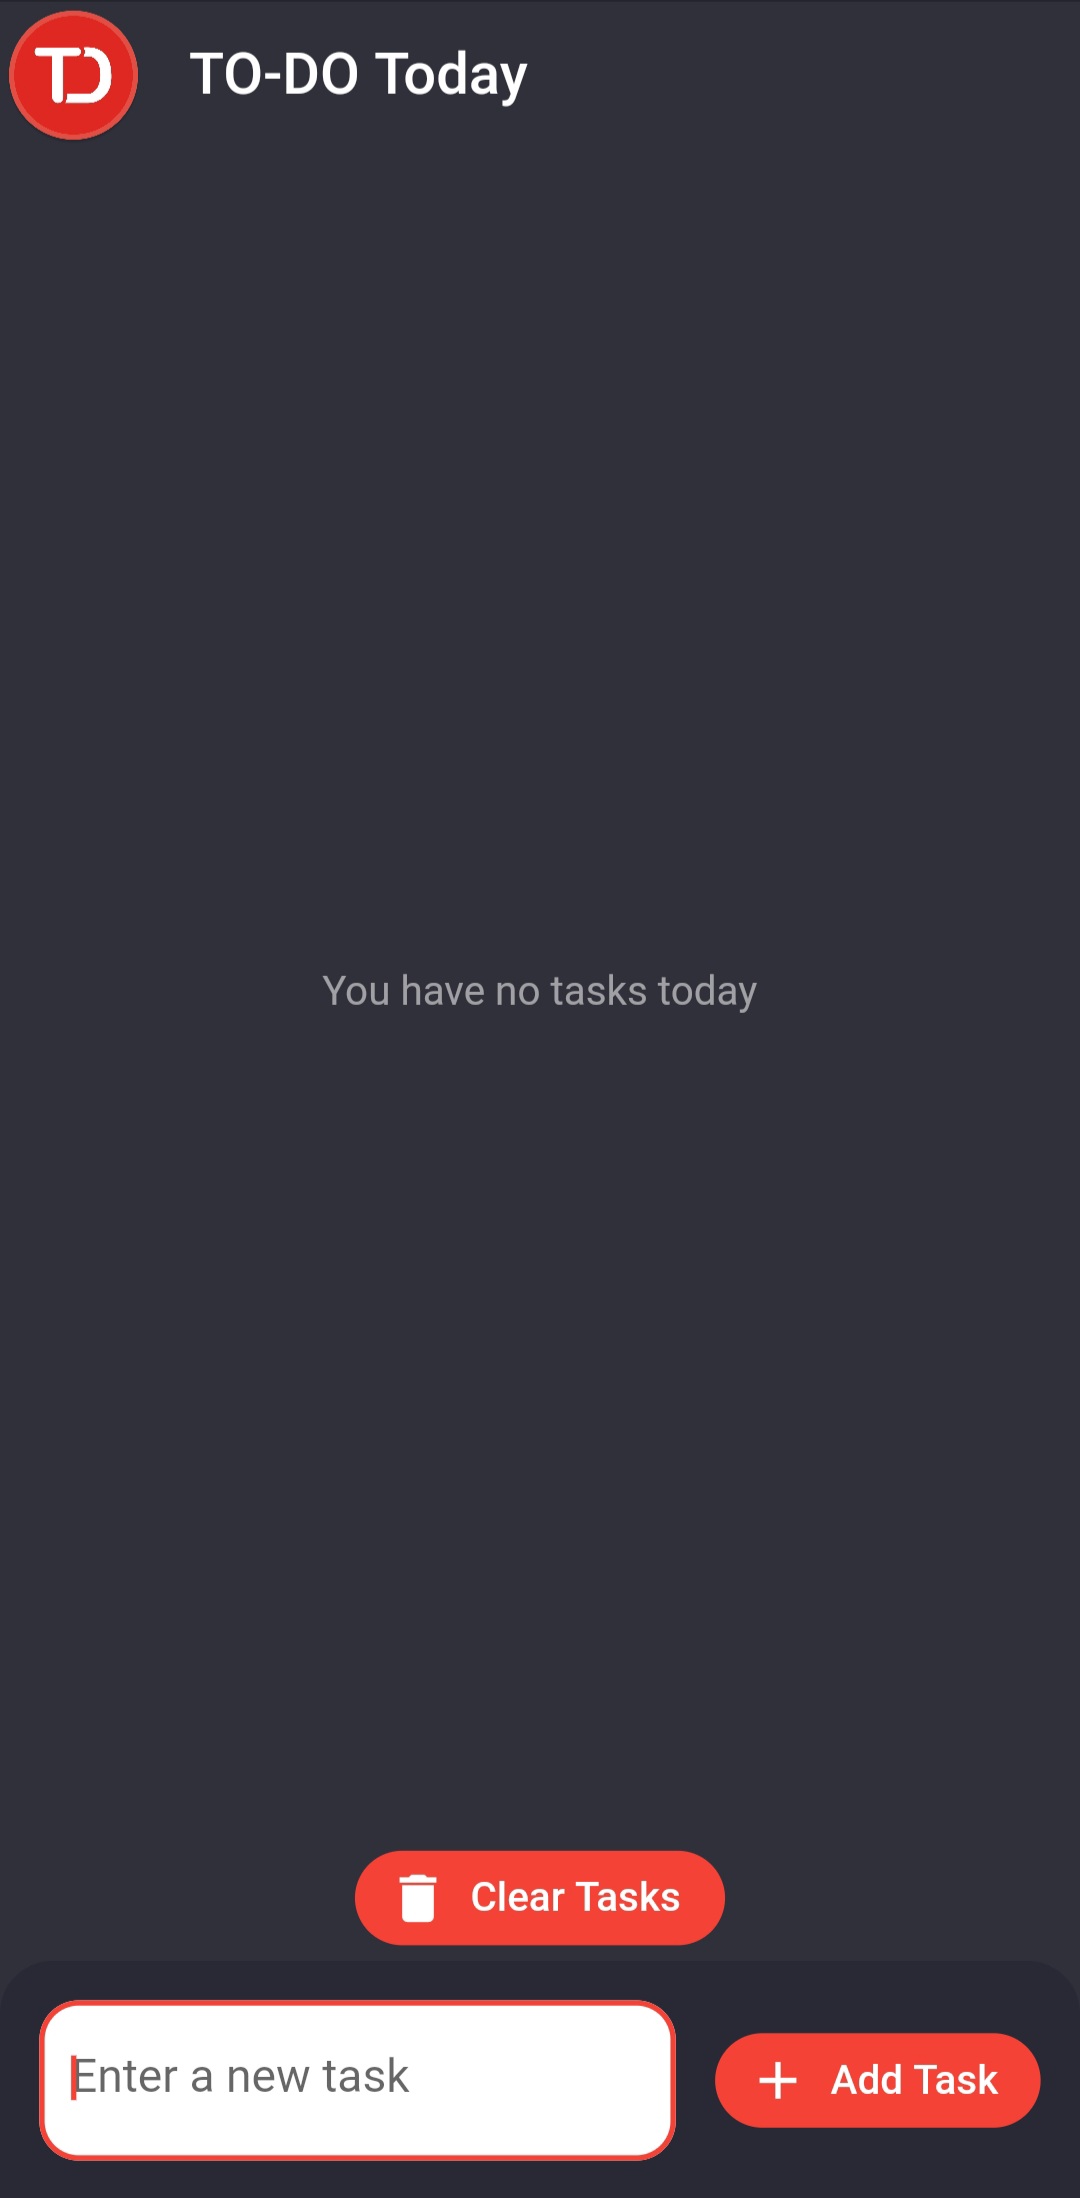 TD
TO-DO Today
You have no tasks today
Clear Tasks
Enter a new task
Add Task